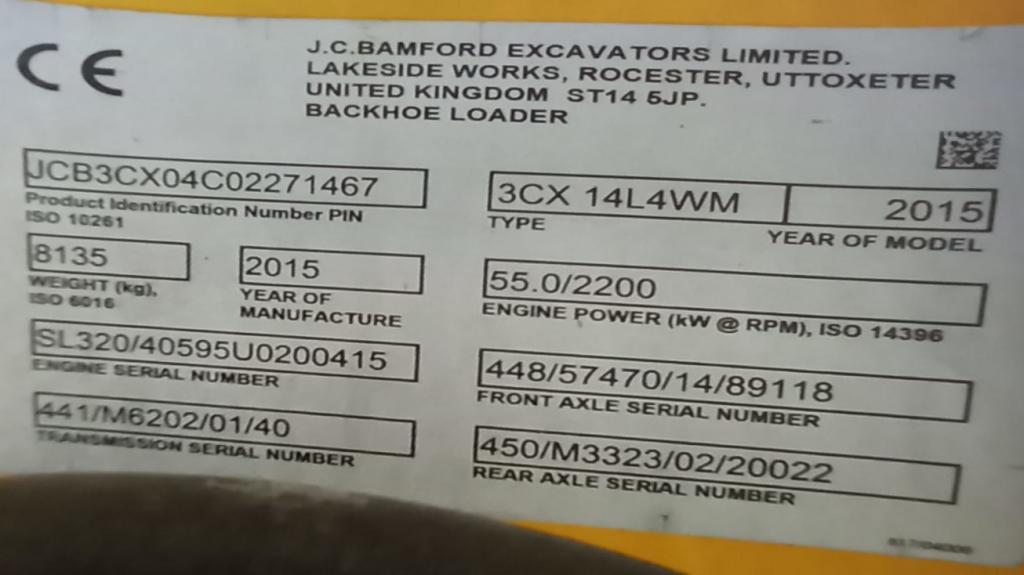 CE
J.C.BAMFORD EXCAVATORS LIMITED.
LAKESIDE WORKS, ROCESTER, UTTOXETER
UNITED KINGDOM ST14 5JP.
BACKHOE LOADER
JCB3CX04C02271467
Product Identification Number PIN
ISO 10261
3CX 14L4WM
TYPE
2015
YEAR OF MODEL
8135
WEIGHT (kg),
ISO 6016
2015
YEAR OF
MANUFACTURE
55.0/2200
ENGINE POWER (kW @ RPM), ISO 14396
SL320/40595U0200415
ENGINE SERIAL NUMBER
448/57470/14/89118
FRONT AXLE SERIAL NUMBER
441/M6202/01/40
TRANSMISSION SERIAL NUMBER
450/M3323/02/20022
REAR AXLE SERIAL NUMBER